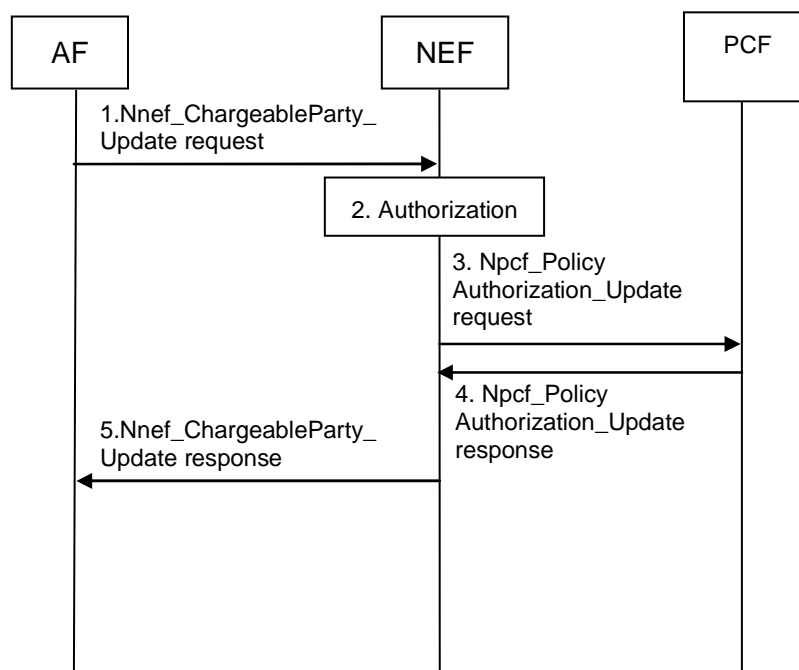 AF
NEF
PCF
1.Nnef_ChargeableParty_
Update request
2. Authorization
3. Npcf_Policy
Authorization_Update
request
4. Npcf_Policy
Authorization_Update
response
5.Nnef_ChargeableParty_
Update response